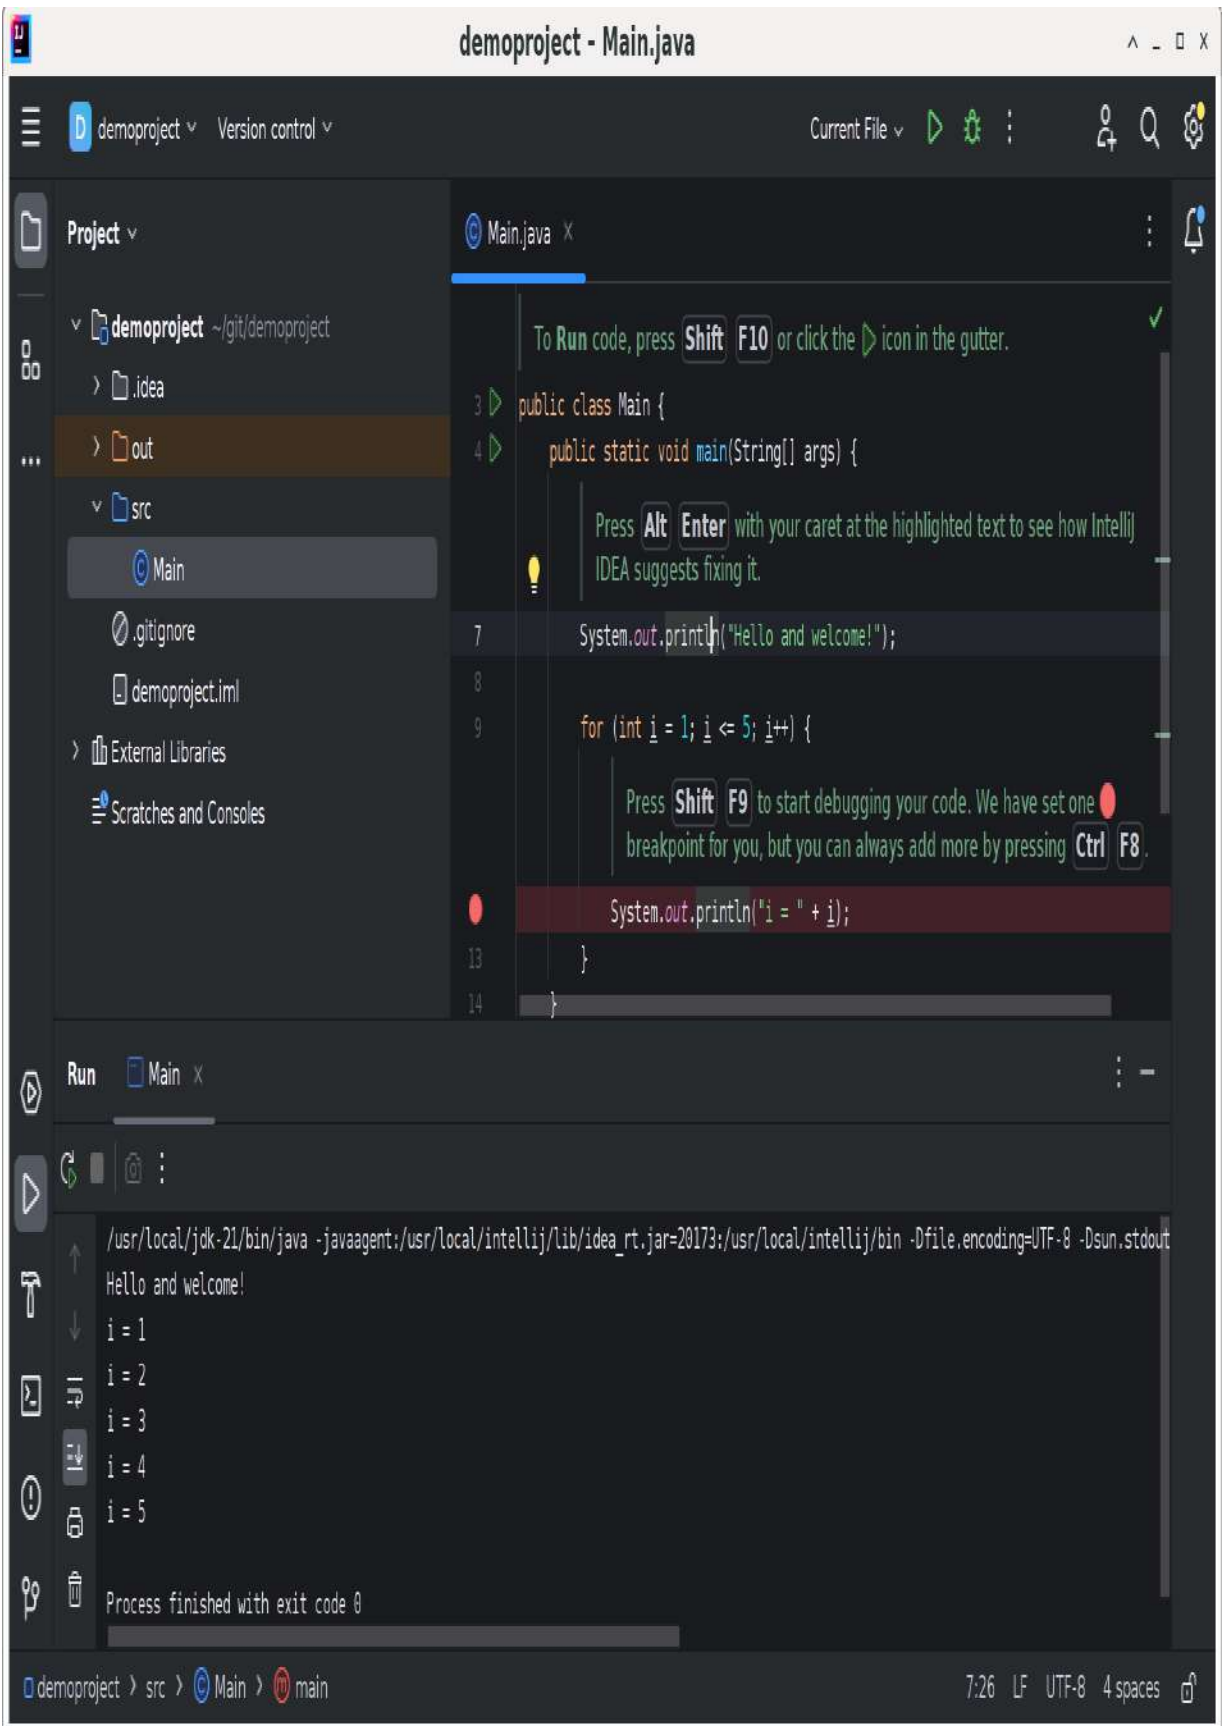 demoproject - Main.java
D demoproject Version control Current File
Project
Main.java
demoproject ~/git/demoproject
.idea
out
src
Main
.gitignore
demoproject.iml
External Libraries
Scratches and Consoles
To Run code, press Shift F10 or click the icon in the gutter.
3 public class Main {
4 public static void main(String[] args) {
Press Alt Enter with your caret at the highlighted text to see how IntelliJ
IDEA suggests fixing it.
7 System.out.println("Hello and welcome!");
8
9 for (int i = 1; i <= 5; i++) {
Press Shift F9 to start debugging your code. We have set one
breakpoint for you, but you can always add more by pressing Ctrl F8.
System.out.println("i = " + i);
13 }
14 }
Run Main
/usr/local/jdk-21/bin/java -javaagent:/usr/local/intellij/lib/idea_rt.jar=20173:/usr/local/intellij/bin -Dfile.encoding=UTF-8 -Dsun.stdout
Hello and welcome!
i = 1
i = 2
i = 3
i = 4
i = 5
Process finished with exit code 0
demoproject > src > Main > main 7:26 LF UTF-8 4 spaces